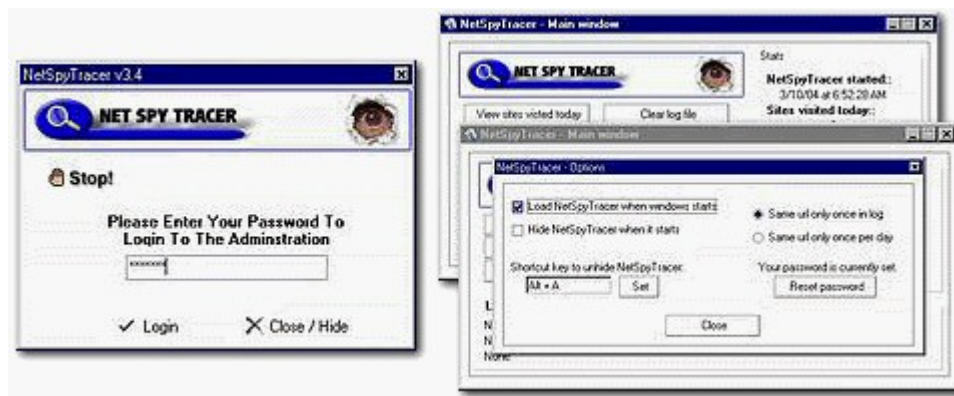 NetSpyTracer v3.4
NET SPY TRACER
Stop!
Please Enter Your Password To
Login To The Adminstration
*******
Login
Close / Hide
NetSpyTracer - Main window
NET SPY TRACER
Stats
NetSpyTracer started::
3/10/04 at 6:52:28 AM
Sites visited today::
View sites visted today
Clear log file
NetSpyTracer - Main window
NetSpyTracer - Options
Load NetSpyTracer when windows starts
Hide NetSpyTracer when it starts
Same url only once in log
Same url only once per day
Shortcut key to unhide NetSpyTracer:
Alt + A
Set
Your password is currently set.
Reset password
Close
L
N
N
None